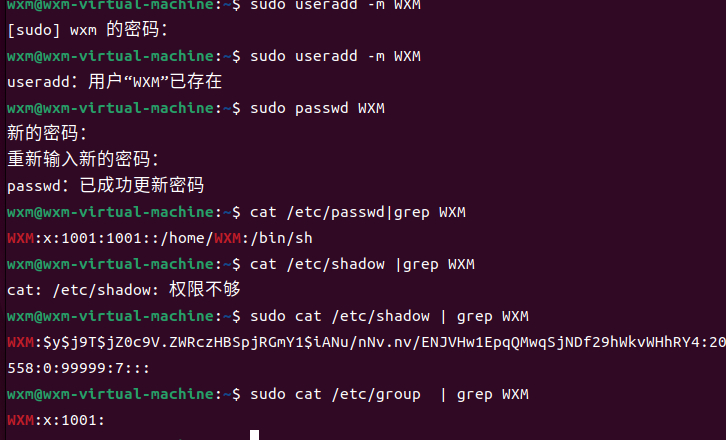 wxm@wxm-virtual-machine:~$ sudo useradd -m WXM
[sudo] wxm 的密码：
wxm@wxm-virtual-machine:~$ sudo useradd -m WXM
useradd：用户“WXM”已存在
wxm@wxm-virtual-machine:~$ sudo passwd WXM
新的密码：
重新输入新的密码：
passwd：已成功更新密码
wxm@wxm-virtual-machine:~$ cat /etc/passwd|grep WXM
WXM:x:1001:1001::/home/WXM:/bin/sh
wxm@wxm-virtual-machine:~$ cat /etc/shadow |grep WXM
cat: /etc/shadow: 权限不够
wxm@wxm-virtual-machine:~$ sudo cat /etc/shadow | grep WXM
WXM:$y$j9T$jZ0c9V.ZWRczHBSpjRGmY1$iANu/nNv.nv/ENJVHw1EpqQMwqSjNDf29hWkvWHhRY4:20
558:0:99999:7:::
wxm@wxm-virtual-machine:~$ sudo cat /etc/group  | grep WXM
WXM:x:1001: